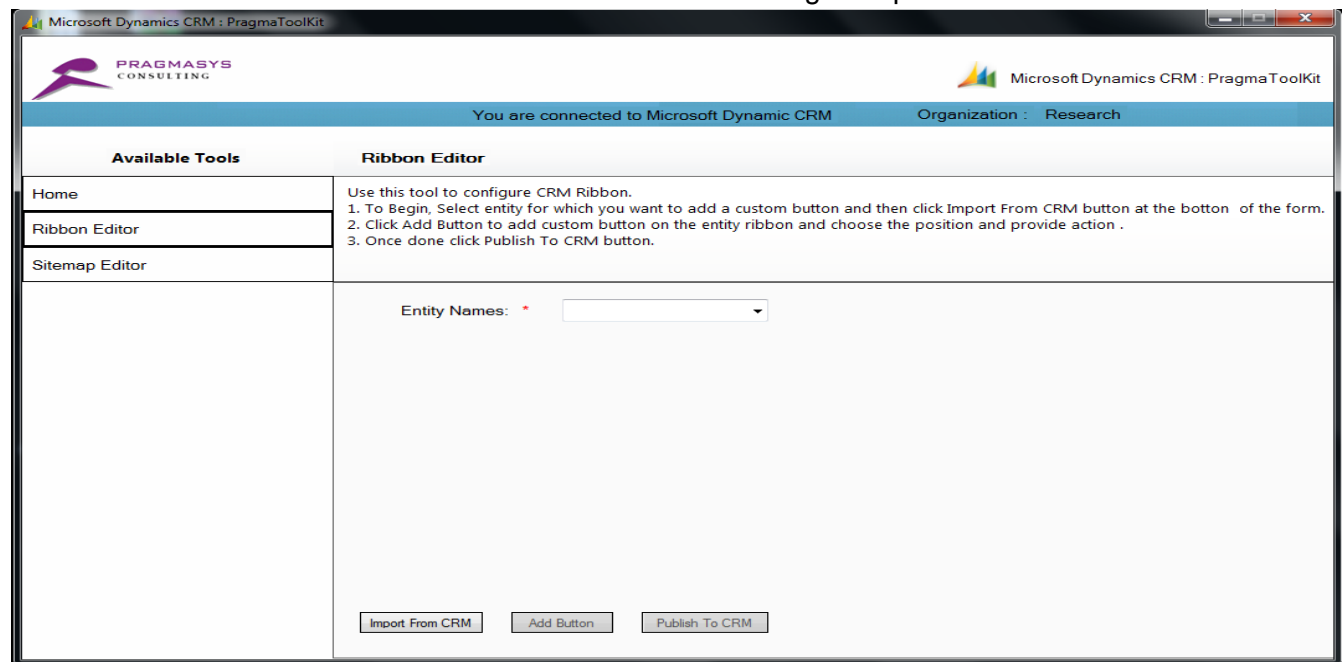 Microsoft Dynamics CRM : PragmaToolKit
PRAGMASYS
CONSULTING
Microsoft Dynamics CRM : PragmaToolKit
You are connected to Microsoft Dynamic CRM Organization : Research
Available Tools
Ribbon Editor
Home
Ribbon Editor
Sitemap Editor
Use this tool to configure CRM Ribbon.
1. To Begin, Select entity for which you want to add a custom button and then click Import From CRM button at the botton of the form.
2. Click Add Button to add custom button on the entity ribbon and choose the position and provide action .
3. Once done click Publish To CRM button.
Entity Names: *
Import From CRM Add Button Publish To CRM